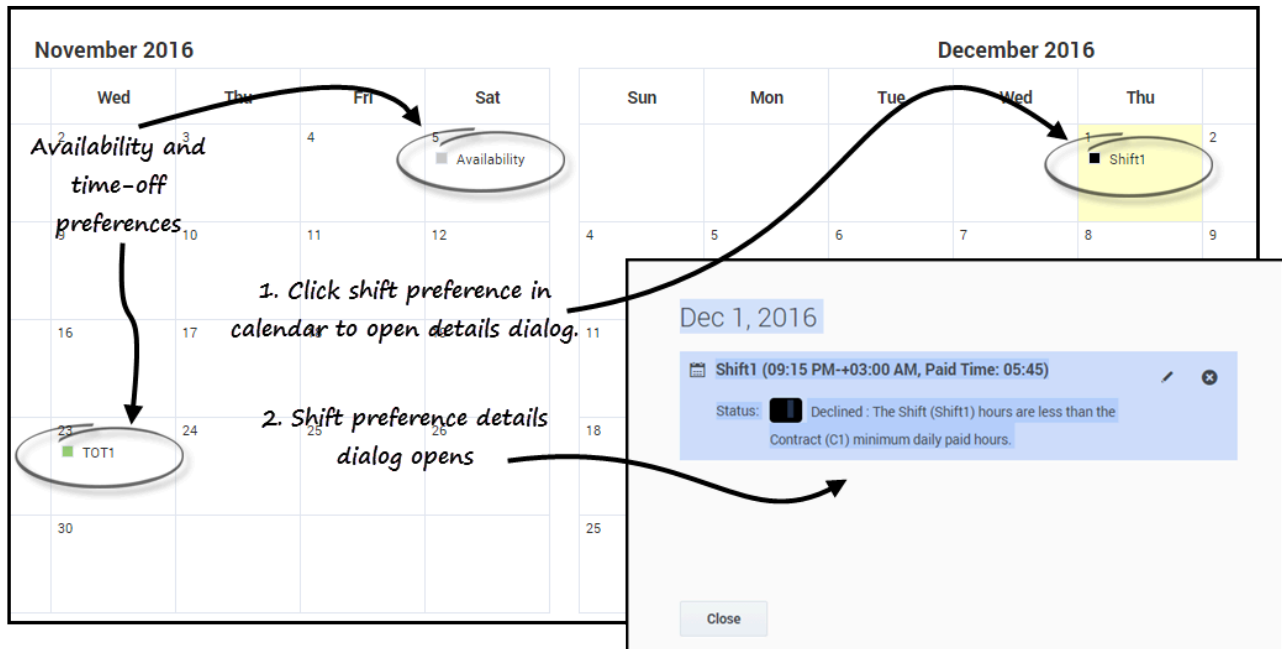 November 2016
December 2016
Wed Thu Fri Sat
Sun Mon Tue Wed Thu
2 3 4 5
Availability
1 2
Shift1
Availability and
time-off
preferences
9 10 11 12
4 5 6 7 8 9
1. Click shift preference in
calendar to open details dialog.
16 17 18 19
11
Dec 1, 2016
Shift1 (09:15 PM-+03:00 AM, Paid Time: 05:45)
Status: Declined : The Shift (Shift1) hours are less than the
Contract (C1) minimum daily paid hours.
2. Shift preference details
dialog opens
23 24 25 26
TOT1
18
30
25
Close